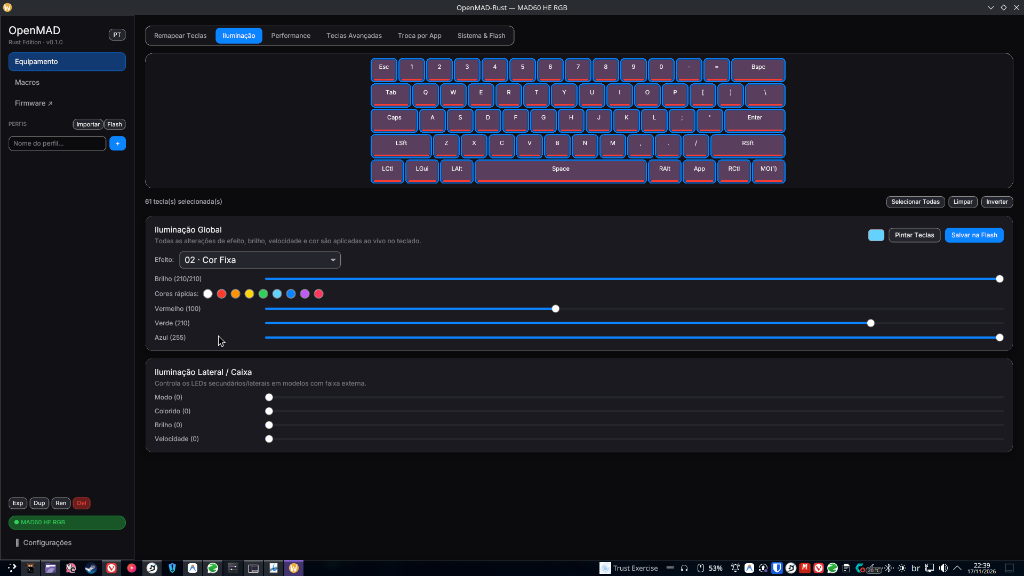 OpenMAD-Rust — MAD60 HE RGB
OpenMAD
PT
Rust Edition · v0.1.0
Equipamento
Macros
Firmware ↗
PERFIS
Importar
Flash
Nome do perfil...
+
Remapear Teclas
Iluminação
Performance
Teclas Avançadas
Troca por App
Sistema & Flash
Esc 1 2 3 4 5 6 7 8 9 0 - = Bspc
Tab Q W E R T Y U I O P [ ] \
Caps A S D F G H J K L ; ' Enter
LSft Z X C V B N M , . / RSft
LCtl LGui LAlt Space RAlt App RCtl MO(1)
61 tecla(s) selecionada(s)
Selecionar Todas
Limpar
Inverter
Iluminação Global
Todas as alterações de efeito, brilho, velocidade e cor são aplicadas ao vivo no teclado.
Pintar Teclas
Salvar na Flash
Efeito:
02 · Cor Fixa
Brilho (210/210)
Cores rápidas:
Vermelho (100)
Verde (210)
Azul (255)
Iluminação Lateral / Caixa
Controla os LEDs secundários/laterais em modelos com faixa externa.
Modo (0)
Colorido (0)
Brilho (0)
Velocidade (0)
Exp
Dup
Ren
Del
MAD60 HE RGB
Configurações
Trust Exercise
53%
hr
22:39
17/11/2026